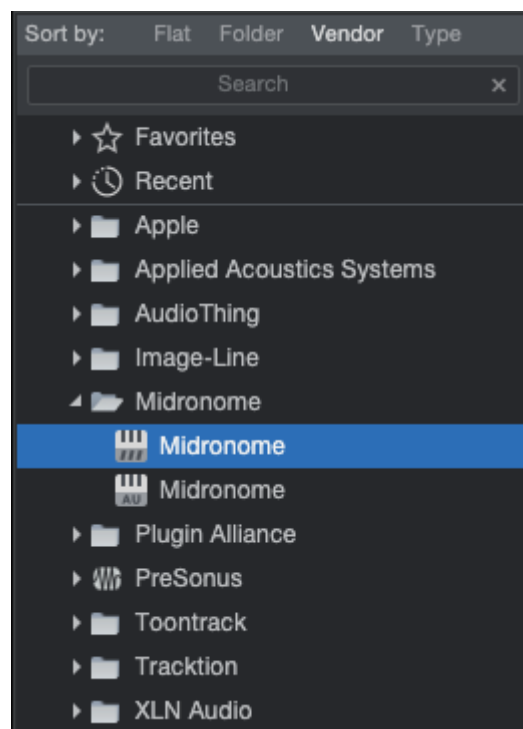 Sort by: Flat Folder Vendor Type
Search
Favorites
Recent
Apple
Applied Acoustics Systems
AudioThing
Image-Line
Midronome
Midronome
AU Midronome
Plugin Alliance
PreSonus
Toontrack
Tracktion
XLN Audio